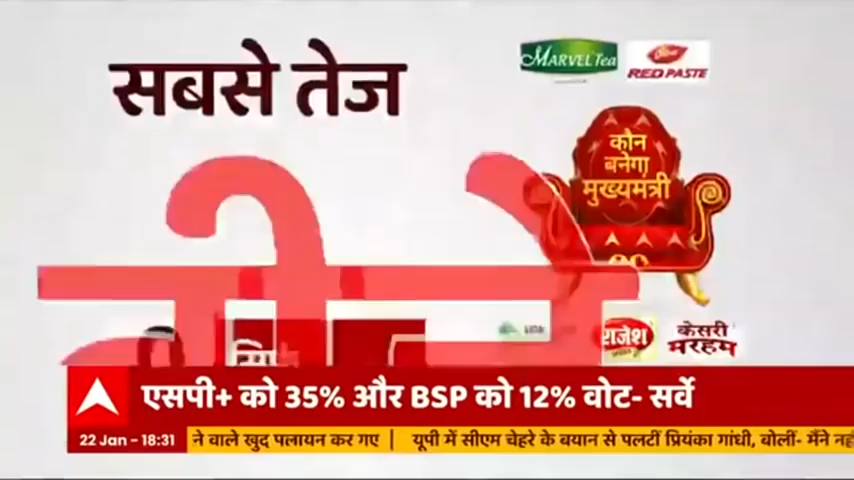 सबसे तेज
MARVEL Tea
RED PASTE
कौन
बनेगा
मुख्यमंत्री
राजेश
केसरी
मरहम
एसपी+ को 35% और BSP को 12% वोट- सर्वे
22 Jan - 18:31
ने वाले खुद पलायन कर गए | यूपी में सीएम चेहरे के बयान से पलटीं प्रियंका गांधी, बोलीं- मैंने नह